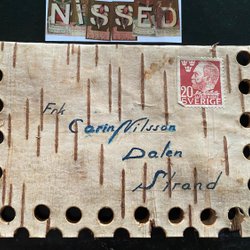 NISSED
20
SVERIGE
Frk
Carin Nilsson
Dalen
Strand